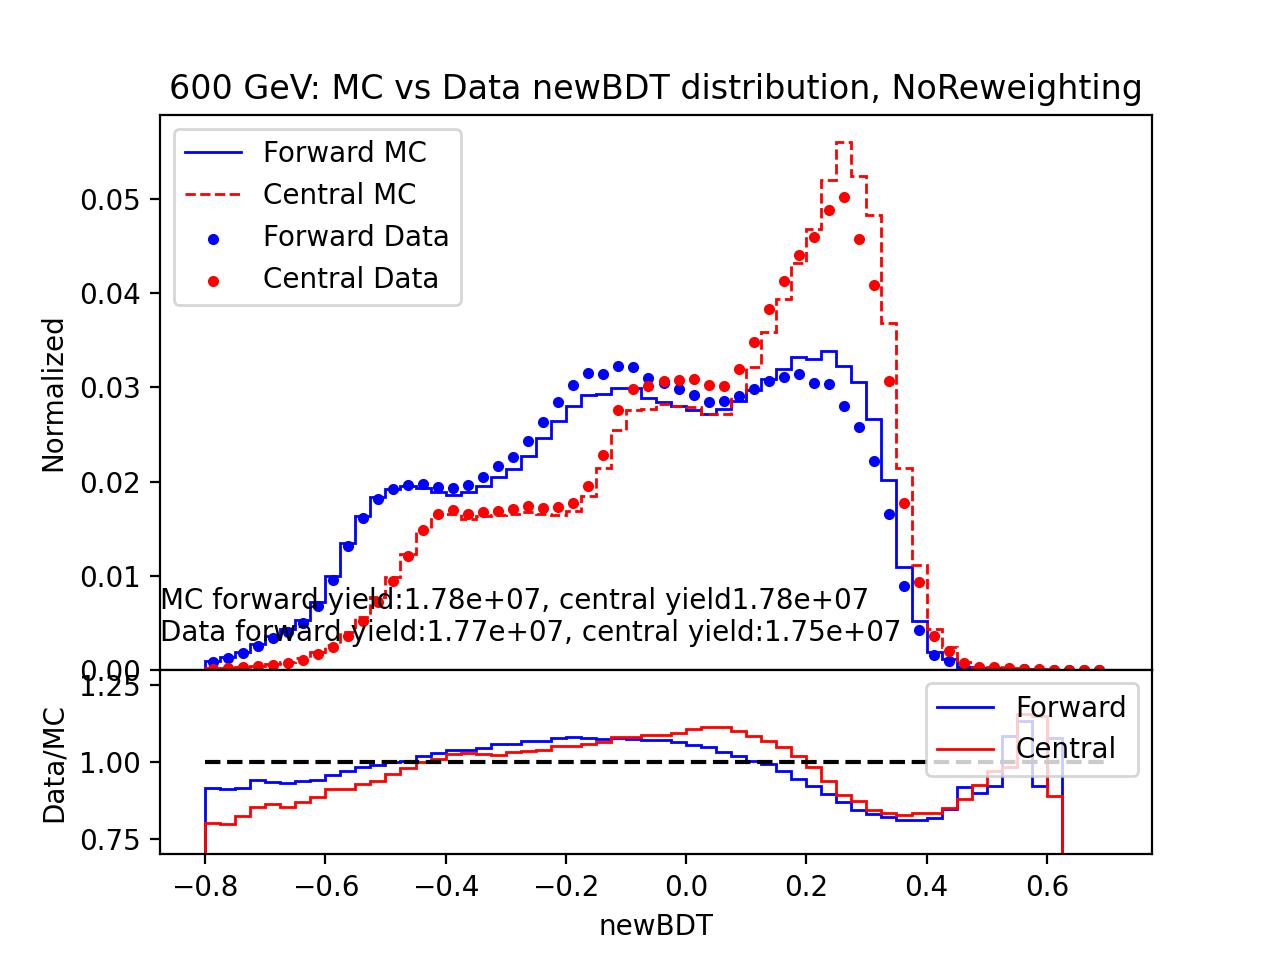 600 GeV: MC vs Data newBDT distribution, NoReweighting
Forward MC
Central MC
Forward Data
Central Data
Normalized
0.05
0.04
0.03
0.02
0.01
0.00
MC forward yield:1.78e+07, central yield1.78e+07
Data forward yield:1.77e+07, central yield:1.75e+07
Data/MC
1.25
1.00
0.75
Forward
Central
−0.8 −0.6 −0.4 −0.2 0.0 0.2 0.4 0.6
newBDT